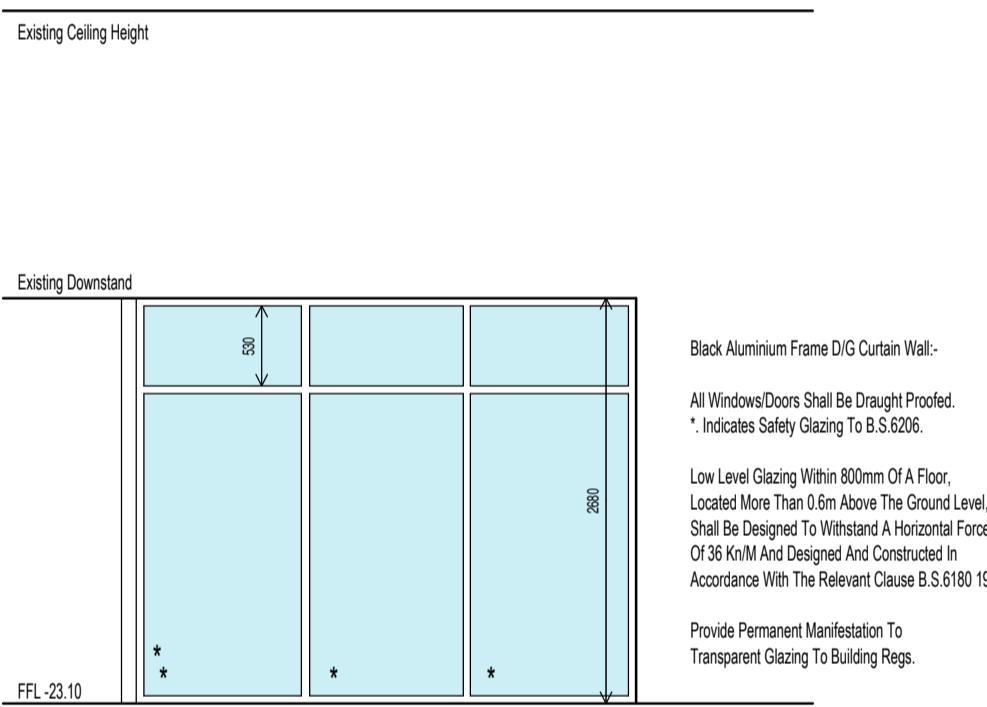 Existing Ceiling Height
Existing Downstand
530
2680
*
*
*
*
FFL -23.10
Black Aluminium Frame D/G Curtain Wall:-
All Windows/Doors Shall Be Draught Proofed.
*. Indicates Safety Glazing To B.S.6206.
Low Level Glazing Within 800mm Of A Floor,
Located More Than 0.6m Above The Ground Level,
Shall Be Designed To Withstand A Horizontal Force
Of 36 Kn/M And Designed And Constructed In
Accordance With The Relevant Clause B.S.6180 19
Provide Permanent Manifestation To
Transparent Glazing To Building Regs.